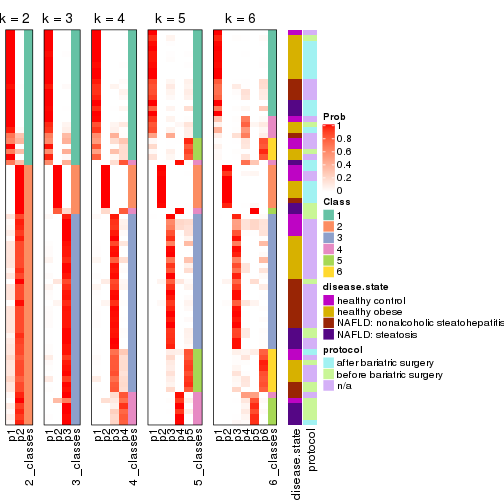 k = 2 k = 3 k = 4 k = 5 k = 6
Prob
1
0.8
0.6
0.4
0.2
0
Class
1
2
3
4
5
6
disease.state
healthy control
healthy obese
NAFLD: nonalcoholic steatohepatitis
NAFLD: steatosis
protocol
after bariatric surgery
before bariatric surgery
n/a
p1 p2 2_classes p1 p2 p3 3_classes p1 p2 p3 p4 4_classes p1 p2 p3 p4 p5 5_classes p1 p2 p3 p4 p5 p6 6_classes disease.state protocol